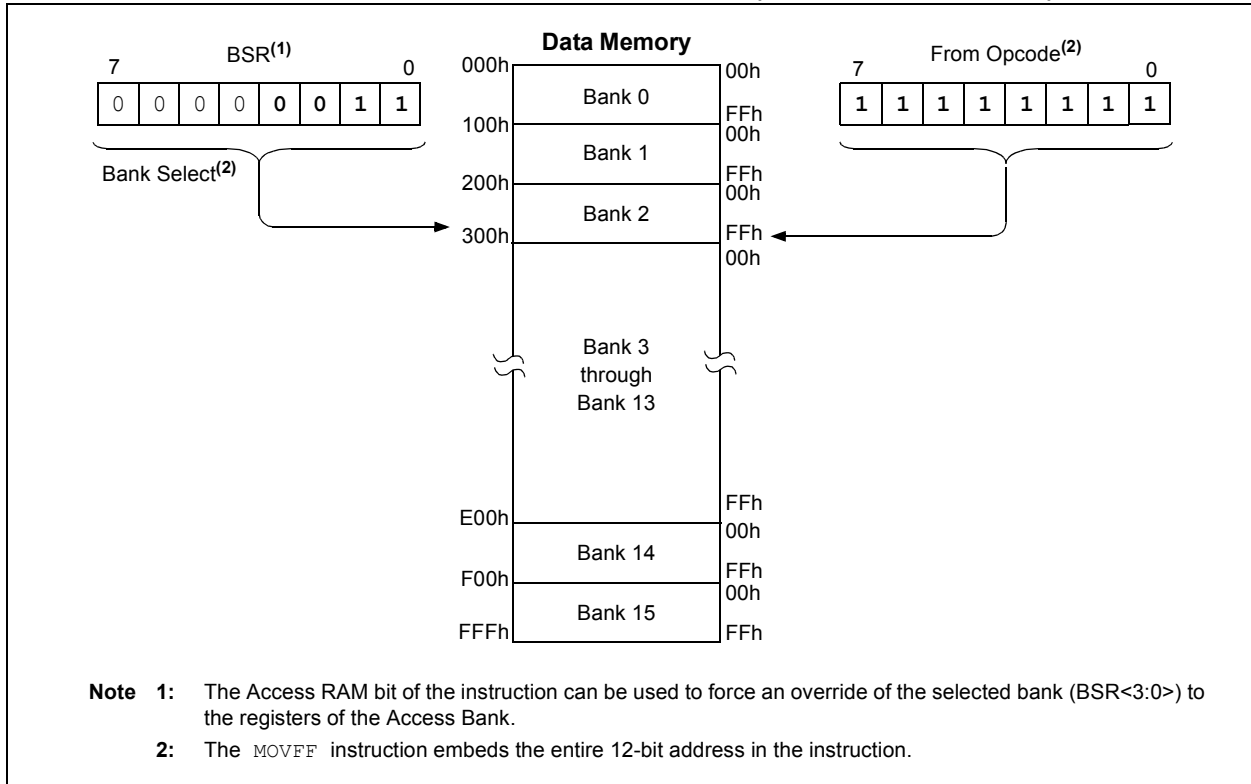 BSR(1)
7 0
0 0 0 0 0 0 1 1
Bank Select(2)
Data Memory
000h 00h
Bank 0
FFh
100h 00h
Bank 1
FFh
200h 00h
Bank 2
300h FFh
00h
Bank 3
through
Bank 13
FFh
E00h 00h
Bank 14
FFh
F00h 00h
Bank 15
FFFh FFh
From Opcode(2)
7 0
1 1 1 1 1 1 1 1
Note 1: The Access RAM bit of the instruction can be used to force an override of the selected bank (BSR<3:0>) to
the registers of the Access Bank.
2: The MOVFF instruction embeds the entire 12-bit address in the instruction.